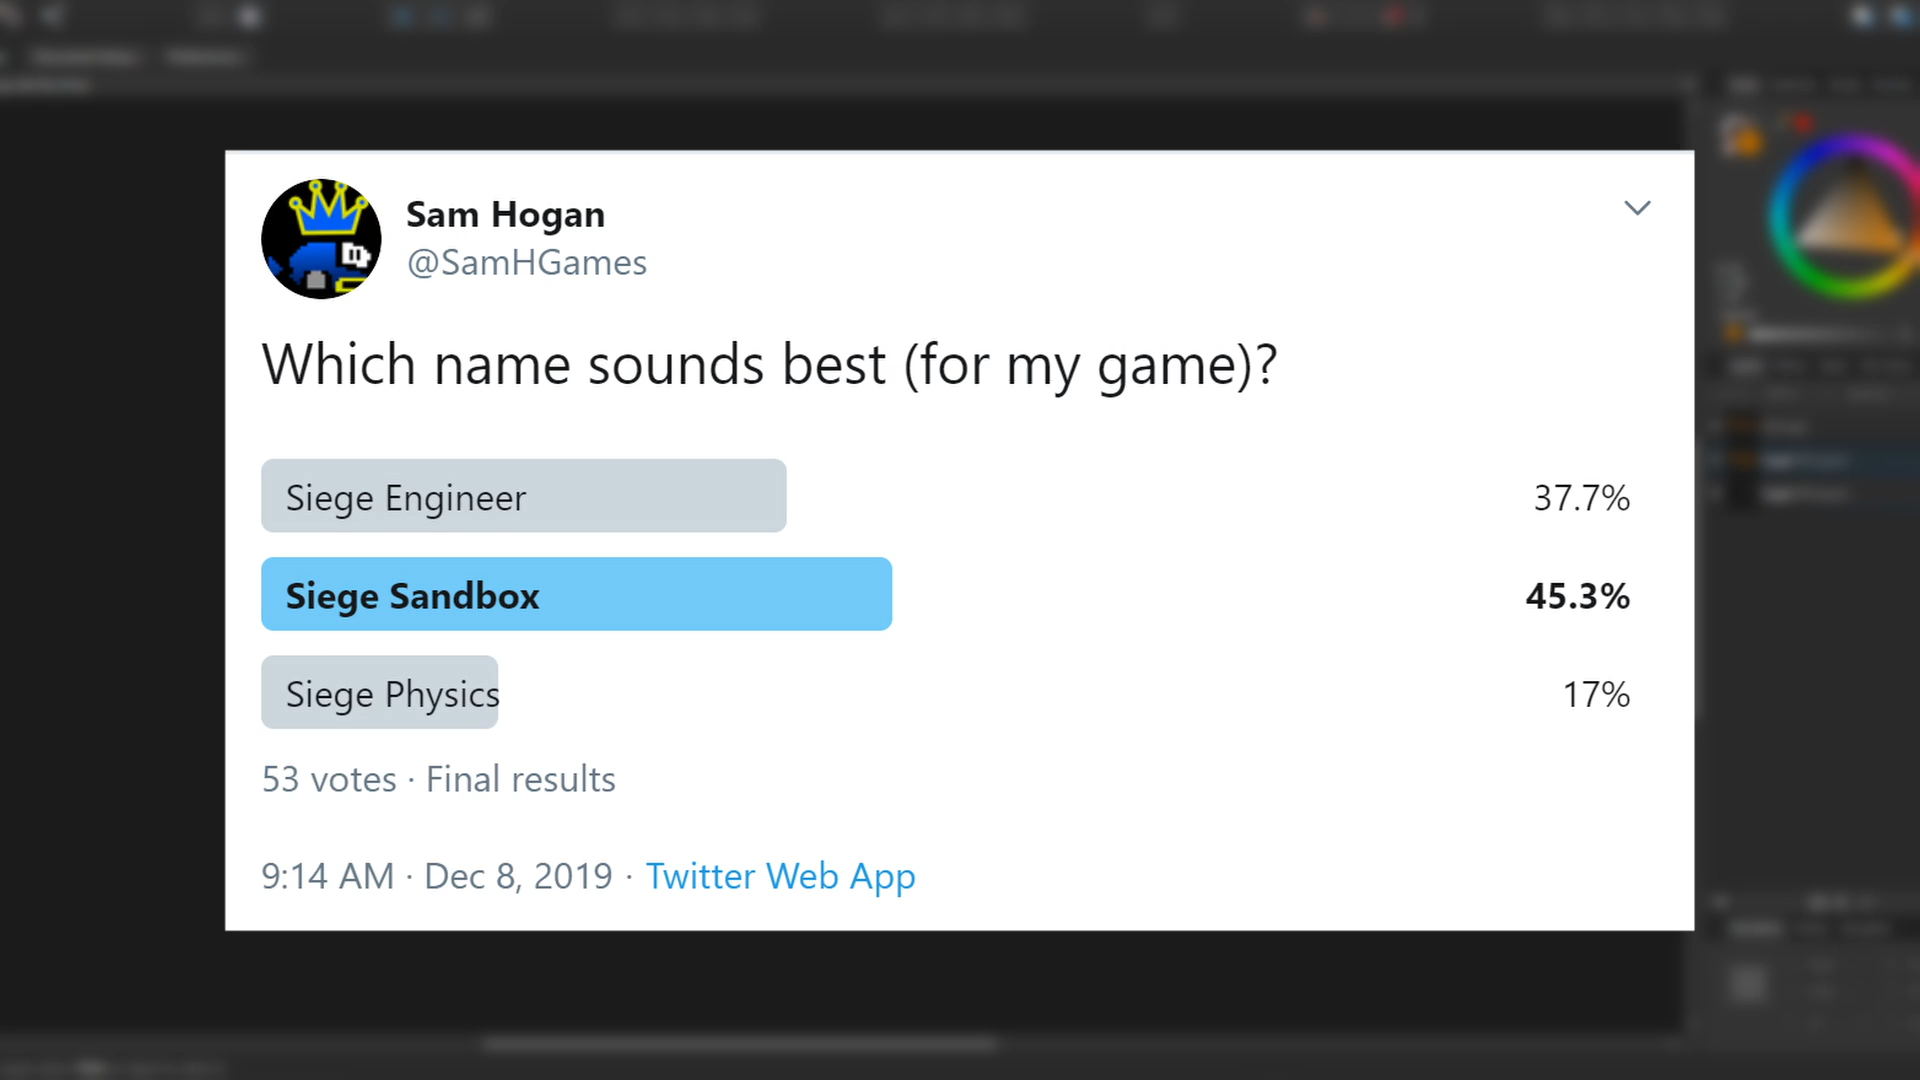 Sam Hogan
@SamHGames
Which name sounds best (for my game)?
Siege Engineer 37.7%
Siege Sandbox 45.3%
Siege Physics 17%
53 votes · Final results
9:14 AM · Dec 8, 2019 · Twitter Web App